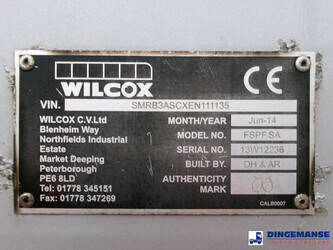 WILCOX
CE
VIN. SMRB3ASCXEN111135
WILCOX C.V.Ltd
Blenheim Way
Northfields Industrial
Estate
Market Deeping
Peterborough
PE6 8LD
Tel: 01778 345151
Fax: 01778 347269
MONTH/YEAR Jun-14
MODEL NO. FSPFSA
SERIAL NO. 13W12236
BUILT BY. DH & AR
AUTHENTICITY
MARK
CALB0007
DINGEMANSE